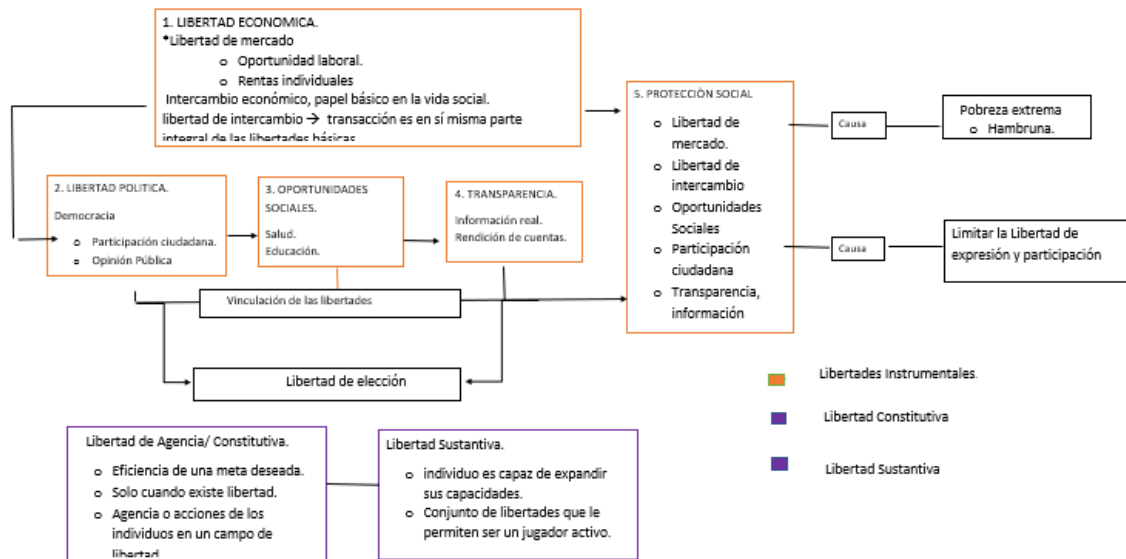 1. LIBERTAD ECONOMICA.
*Libertad de mercado
o Oportunidad laboral.
o Rentas individuales
Intercambio económico, papel básico en la vida social.
libertad de intercambio → transacción es en sí misma parte
integral de las libertades básicas
2. LIBERTAD POLITICA.
Democracia
o Participación ciudadana.
o Opinión Pública
3. OPORTUNIDADES
SOCIALES.
Salud.
Educación.
4. TRANSPARENCIA.
Información real.
Rendición de cuentas.
5. PROTECCIÒN SOCIAL
o Libertad de
mercado.
o Libertad de
intercambio
o Oportunidades
Sociales
o Participación
ciudadana
o Transparencia,
información
Causa
Pobreza extrema
o Hambruna.
Causa
Limitar la Libertad de
expresión y participación
Vinculación de las libertades
Libertad de elección
Libertades Instrumentales.
Libertad Constitutiva
Libertad Sustantiva
Libertad de Agencia/ Constitutiva.
o Eficiencia de una meta deseada.
o Solo cuando existe libertad.
o Agencia o acciones de los
individuos en un campo de
libertad
Libertad Sustantiva.
o individuo es capaz de expandir
sus capacidades.
o Conjunto de libertades que le
permiten ser un jugador activo.